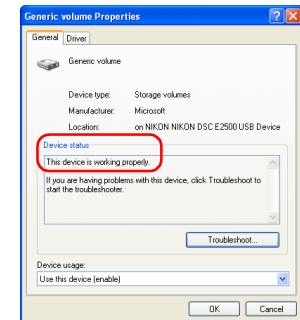 Generic volume Properties
General Driver
Generic volume
Device type: Storage volumes
Manufacturer: Microsoft
Location: on NIKON NIKON DSC E2500 USB Device
Device status
This device is working properly.
If you are having problems with this device, click Troubleshoot to
start the troubleshooter.
Troubleshoot...
Device usage:
Use this device (enable)
OK Cancel